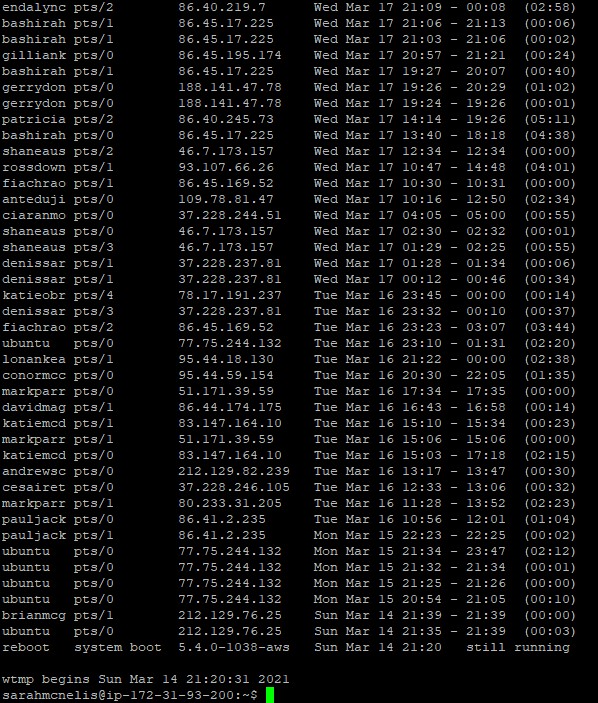 endalync pts/2        86.40.219.7      Wed Mar 17 21:09 - 00:08  (02:58)
bashirah pts/1        86.45.17.225     Wed Mar 17 21:06 - 21:13  (00:06)
bashirah pts/1        86.45.17.225     Wed Mar 17 21:03 - 21:06  (00:02)
gilliank pts/0        86.45.195.174    Wed Mar 17 20:57 - 21:21  (00:24)
bashirah pts/1        86.45.17.225     Wed Mar 17 19:27 - 20:07  (00:40)
gerrydon pts/0        188.141.47.78    Wed Mar 17 19:26 - 20:29  (01:02)
gerrydon pts/0        188.141.47.78    Wed Mar 17 19:24 - 19:26  (00:01)
patricia pts/2        86.40.245.73     Wed Mar 17 14:14 - 19:26  (05:11)
bashirah pts/0        86.45.17.225     Wed Mar 17 13:40 - 18:18  (04:38)
shaneaus pts/2        46.7.173.157     Wed Mar 17 12:34 - 12:34  (00:00)
rossdown pts/1        93.107.66.26     Wed Mar 17 10:47 - 14:48  (04:01)
fiachrao pts/1        86.45.169.52     Wed Mar 17 10:30 - 10:31  (00:00)
anteduji pts/0        109.78.81.47     Wed Mar 17 10:16 - 12:50  (02:34)
ciaranmo pts/0        37.228.244.51    Wed Mar 17 04:05 - 05:00  (00:55)
shaneaus pts/0        46.7.173.157     Wed Mar 17 02:30 - 02:32  (00:01)
shaneaus pts/3        46.7.173.157     Wed Mar 17 01:29 - 02:25  (00:55)
denissar pts/1        37.228.237.81    Wed Mar 17 01:28 - 01:34  (00:06)
denissar pts/1        37.228.237.81    Wed Mar 17 00:12 - 00:46  (00:34)
katieobr pts/4        78.17.191.237    Tue Mar 16 23:45 - 00:00  (00:14)
denissar pts/3        37.228.237.81    Tue Mar 16 23:32 - 00:10  (00:37)
fiachrao pts/2        86.45.169.52     Tue Mar 16 23:23 - 03:07  (03:44)
ubuntu   pts/0        77.75.244.132    Tue Mar 16 23:10 - 01:31  (02:20)
lonankea pts/1        95.44.18.130     Tue Mar 16 21:22 - 00:00  (02:38)
conormcc pts/0        95.44.59.154     Tue Mar 16 20:30 - 22:05  (01:35)
markparr pts/0        51.171.39.59     Tue Mar 16 17:34 - 17:35  (00:00)
davidmag pts/1        86.44.174.175    Tue Mar 16 16:43 - 16:58  (00:14)
katiemcd pts/1        83.147.164.10    Tue Mar 16 15:10 - 15:34  (00:23)
markparr pts/1        51.171.39.59     Tue Mar 16 15:06 - 15:06  (00:00)
katiemcd pts/0        83.147.164.10    Tue Mar 16 15:03 - 17:18  (02:15)
andrewsc pts/0        212.129.82.239   Tue Mar 16 13:17 - 13:47  (00:30)
cesairet pts/0        37.228.246.105   Tue Mar 16 12:33 - 13:06  (00:32)
markparr pts/1        80.233.31.205    Tue Mar 16 11:28 - 13:52  (02:23)
pauljack pts/0        86.41.2.235      Tue Mar 16 10:56 - 12:01  (01:04)
pauljack pts/1        86.41.2.235      Mon Mar 15 22:23 - 22:25  (00:02)
ubuntu   pts/0        77.75.244.132    Mon Mar 15 21:34 - 23:47  (02:12)
ubuntu   pts/0        77.75.244.132    Mon Mar 15 21:32 - 21:34  (00:01)
ubuntu   pts/0        77.75.244.132    Mon Mar 15 21:25 - 21:26  (00:00)
ubuntu   pts/0        77.75.244.132    Mon Mar 15 20:54 - 21:05  (00:10)
brianmcg pts/1        212.129.76.25    Sun Mar 14 21:39 - 21:39  (00:00)
ubuntu   pts/0        212.129.76.25    Sun Mar 14 21:35 - 21:39  (00:03)
reboot   system boot  5.4.0-1038-aws   Sun Mar 14 21:20   still running

wtmp begins Sun Mar 14 21:20:31 2021
sarahmcnelis@ip-172-31-93-200:~$